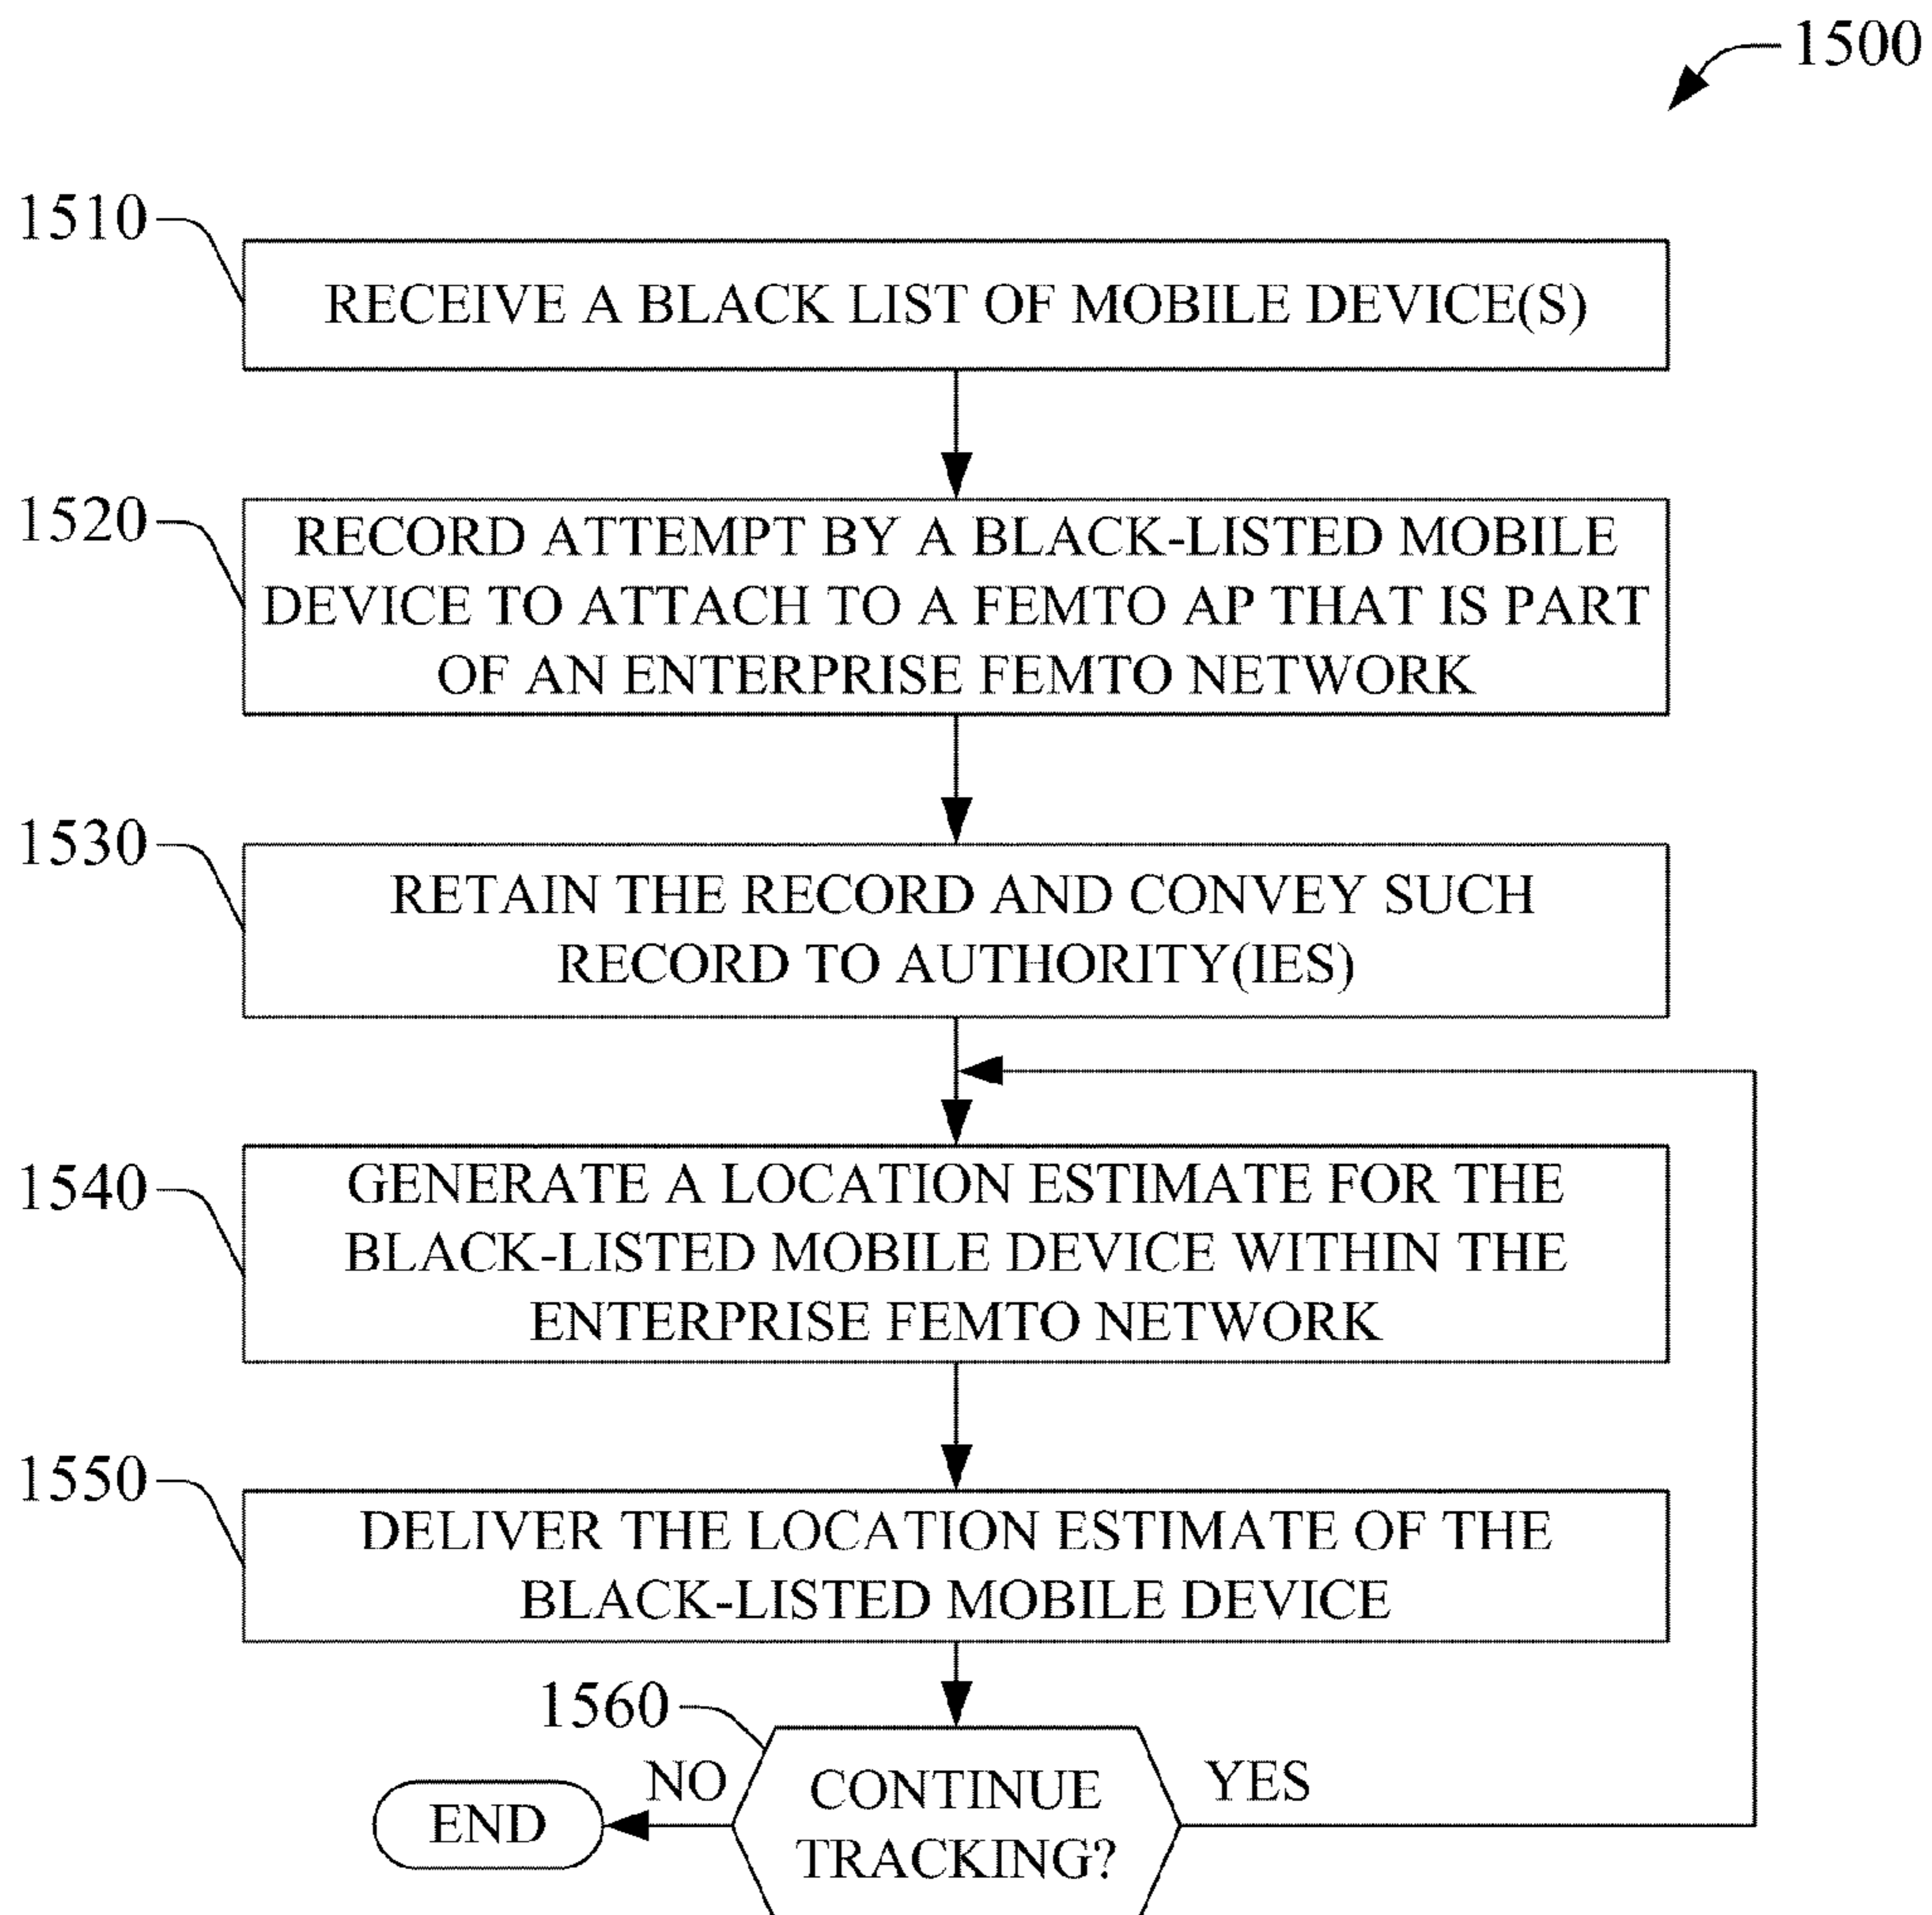 1500
1510
RECEIVE A BLACK LIST OF MOBILE DEVICE(S)
1520
RECORD ATTEMPT BY A BLACK-LISTED MOBILE
DEVICE TO ATTACH TO A FEMTO AP THAT IS PART
OF AN ENTERPRISE FEMTO NETWORK
1530
RETAIN THE RECORD AND CONVEY SUCH
RECORD TO AUTHORITY(IES)
1540
GENERATE A LOCATION ESTIMATE FOR THE
BLACK-LISTED MOBILE DEVICE WITHIN THE
ENTERPRISE FEMTO NETWORK
1550
DELIVER THE LOCATION ESTIMATE OF THE
BLACK-LISTED MOBILE DEVICE
1560
NO
YES
CONTINUE
TRACKING?
END